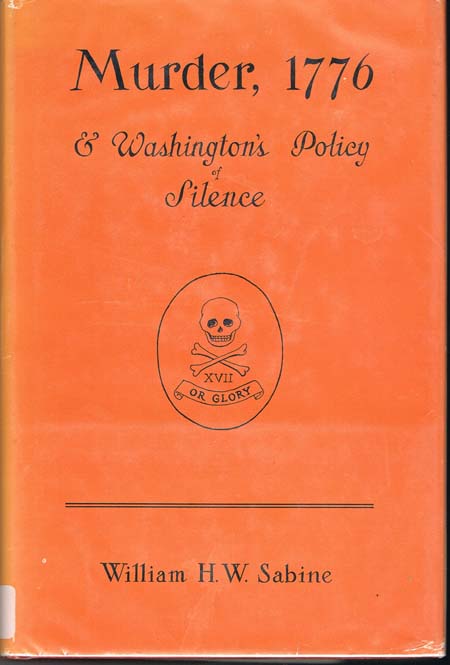 Murder, 1776
& Washington's Policy
of
Silence
XVII
OR GLORY
William H.W. Sabine